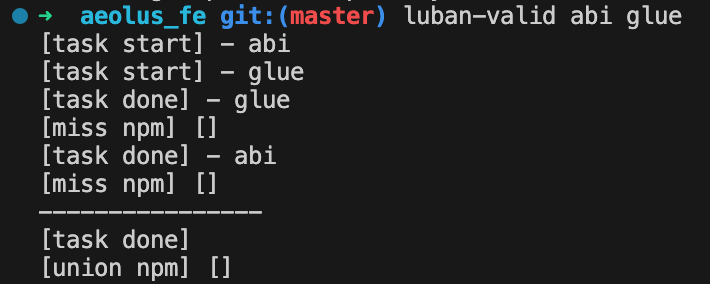 ➜ aeolus_fe git:(master) luban-valid abi glue
[task start] - abi
[task start] - glue
[task done] - glue
[miss npm] []
[task done] - abi
[miss npm] []
----------------
[task done]
[union npm] []